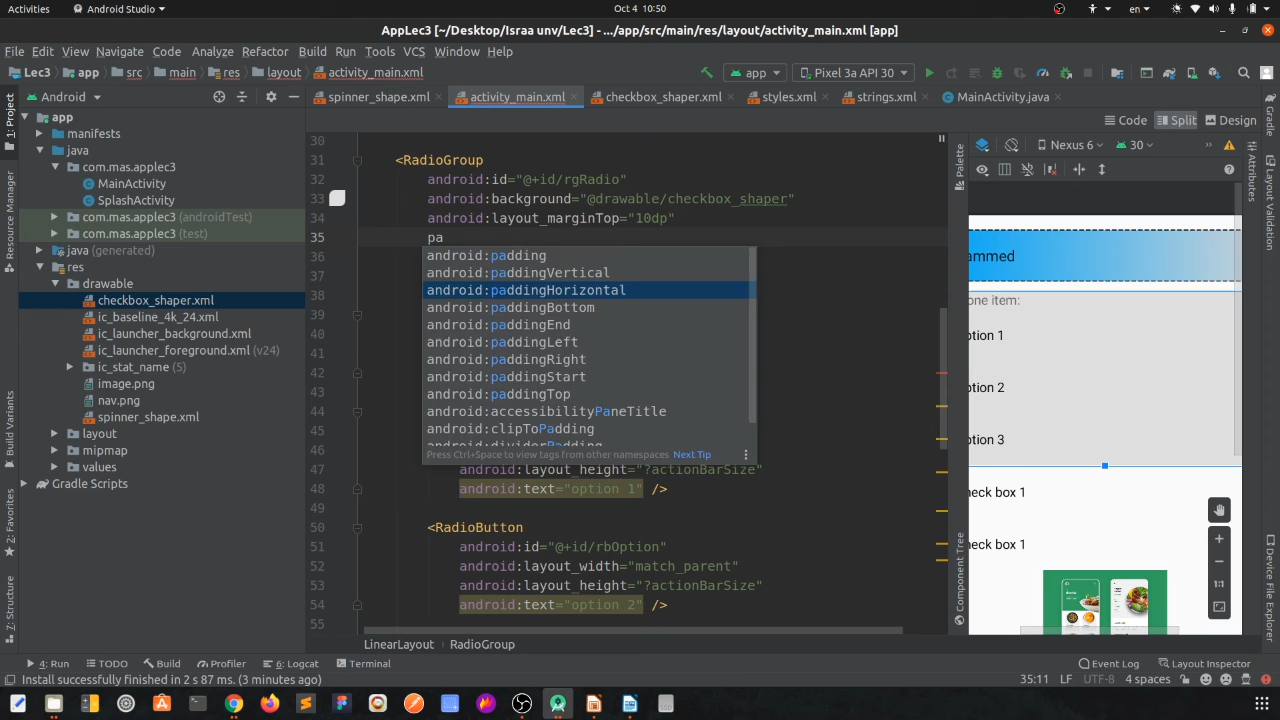 Activities
Android Studio
Oct 4 10:50
en
AppLec3 [~/Desktop/Israa unv/Lec3] - .../app/src/main/res/layout/activity_main.xml [app]
File Edit View Navigate Code Analyze Refactor Build Run Tools VCS Window Help
Lec3 app src main res layout activity_main.xml
app
Pixel 3a API 30
Android
spinner_shape.xml
activity_main.xml
checkbox_shaper.xml
styles.xml
strings.xml
MainActivity.java
Code
Split
Design
1: Project
Resource Manager
Build Variants
2: Favorites
7: Structure
app
manifests
java
com.mas.applec3
MainActivity
SplashActivity
com.mas.applec3 (androidTest)
com.mas.applec3 (test)
java (generated)
res
drawable
checkbox_shaper.xml
ic_baseline_4k_24.xml
ic_launcher_background.xml
ic_launcher_foreground.xml (v24)
ic_stat_name (5)
image.png
nav.png
spinner_shape.xml
layout
mipmap
values
Gradle Scripts
30
31 <RadioGroup
32 android:id="@+id/rgRadio"
33 android:background="@drawable/checkbox_shaper"
34 android:layout_marginTop="10dp"
35 pa
36
37
38
39
40
41
42
43
44
45
46
android:padding
android:paddingVertical
android:paddingHorizontal
android:paddingBottom
android:paddingEnd
android:paddingLeft
android:paddingRight
android:paddingStart
android:paddingTop
android:accessibilityPaneTitle
android:clipToPadding
android:dividerPadding
Press Ctrl+Space to view tags from other namespaces Next Tip
47 android:layout_height="?actionBarSize"
48 android:text="option 1" />
49
50 <RadioButton
51 android:id="@+id/rbOption"
52 android:layout_width="match_parent"
53 android:layout_height="?actionBarSize"
54 android:text="option 2" />
55
LinearLayout RadioGroup
Palette
Component Tree
Nexus 6
30
ammed
one item:
ption 1
ption 2
ption 3
heck box 1
heck box 1
1:1
Gradle
Layout Validation
Attributes
Device File Explorer
4: Run
TODO
Build
Profiler
6: Logcat
Terminal
Event Log
Layout Inspector
Install successfully finished in 2 s 87 ms. (3 minutes ago)
35:11 LF UTF-8 4 spaces